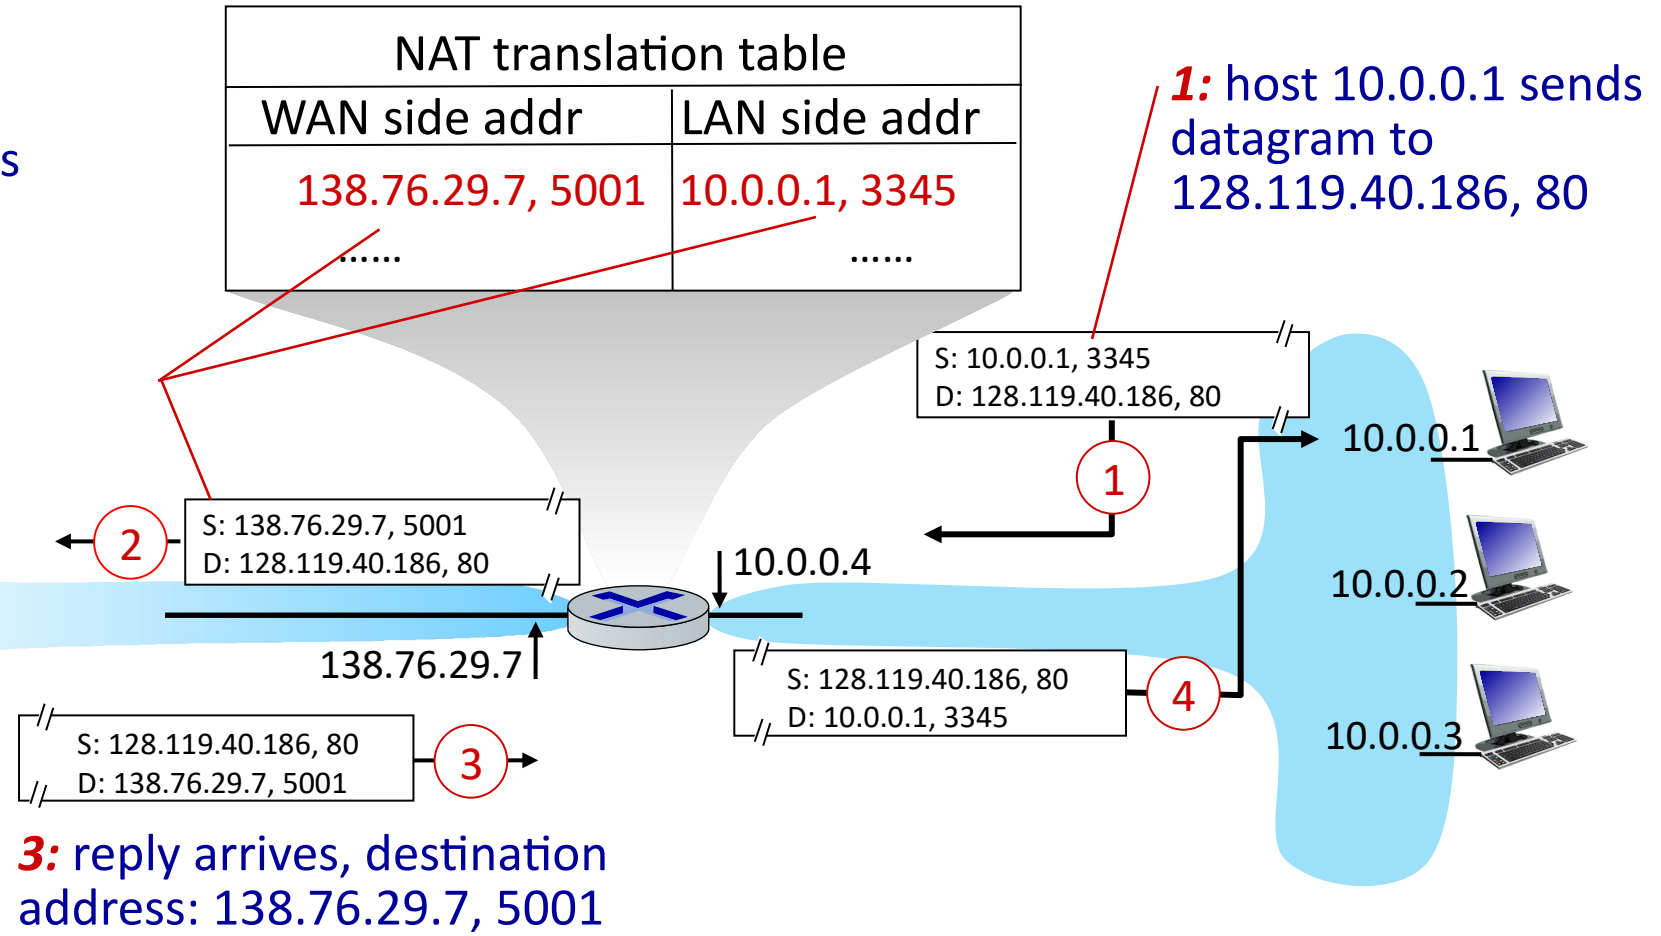 NAT translation table
WAN side addr LAN side addr
138.76.29.7, 5001 10.0.0.1, 3345
...... ......
s
1: host 10.0.0.1 sends
datagram to
128.119.40.186, 80
S: 10.0.0.1, 3345
D: 128.119.40.186, 80
1
10.0.0.1
2
S: 138.76.29.7, 5001
D: 128.119.40.186, 80
10.0.0.4
10.0.0.2
138.76.29.7
S: 128.119.40.186, 80
D: 10.0.0.1, 3345
4
10.0.0.3
S: 128.119.40.186, 80
D: 138.76.29.7, 5001
3
3: reply arrives, destination
address: 138.76.29.7, 5001